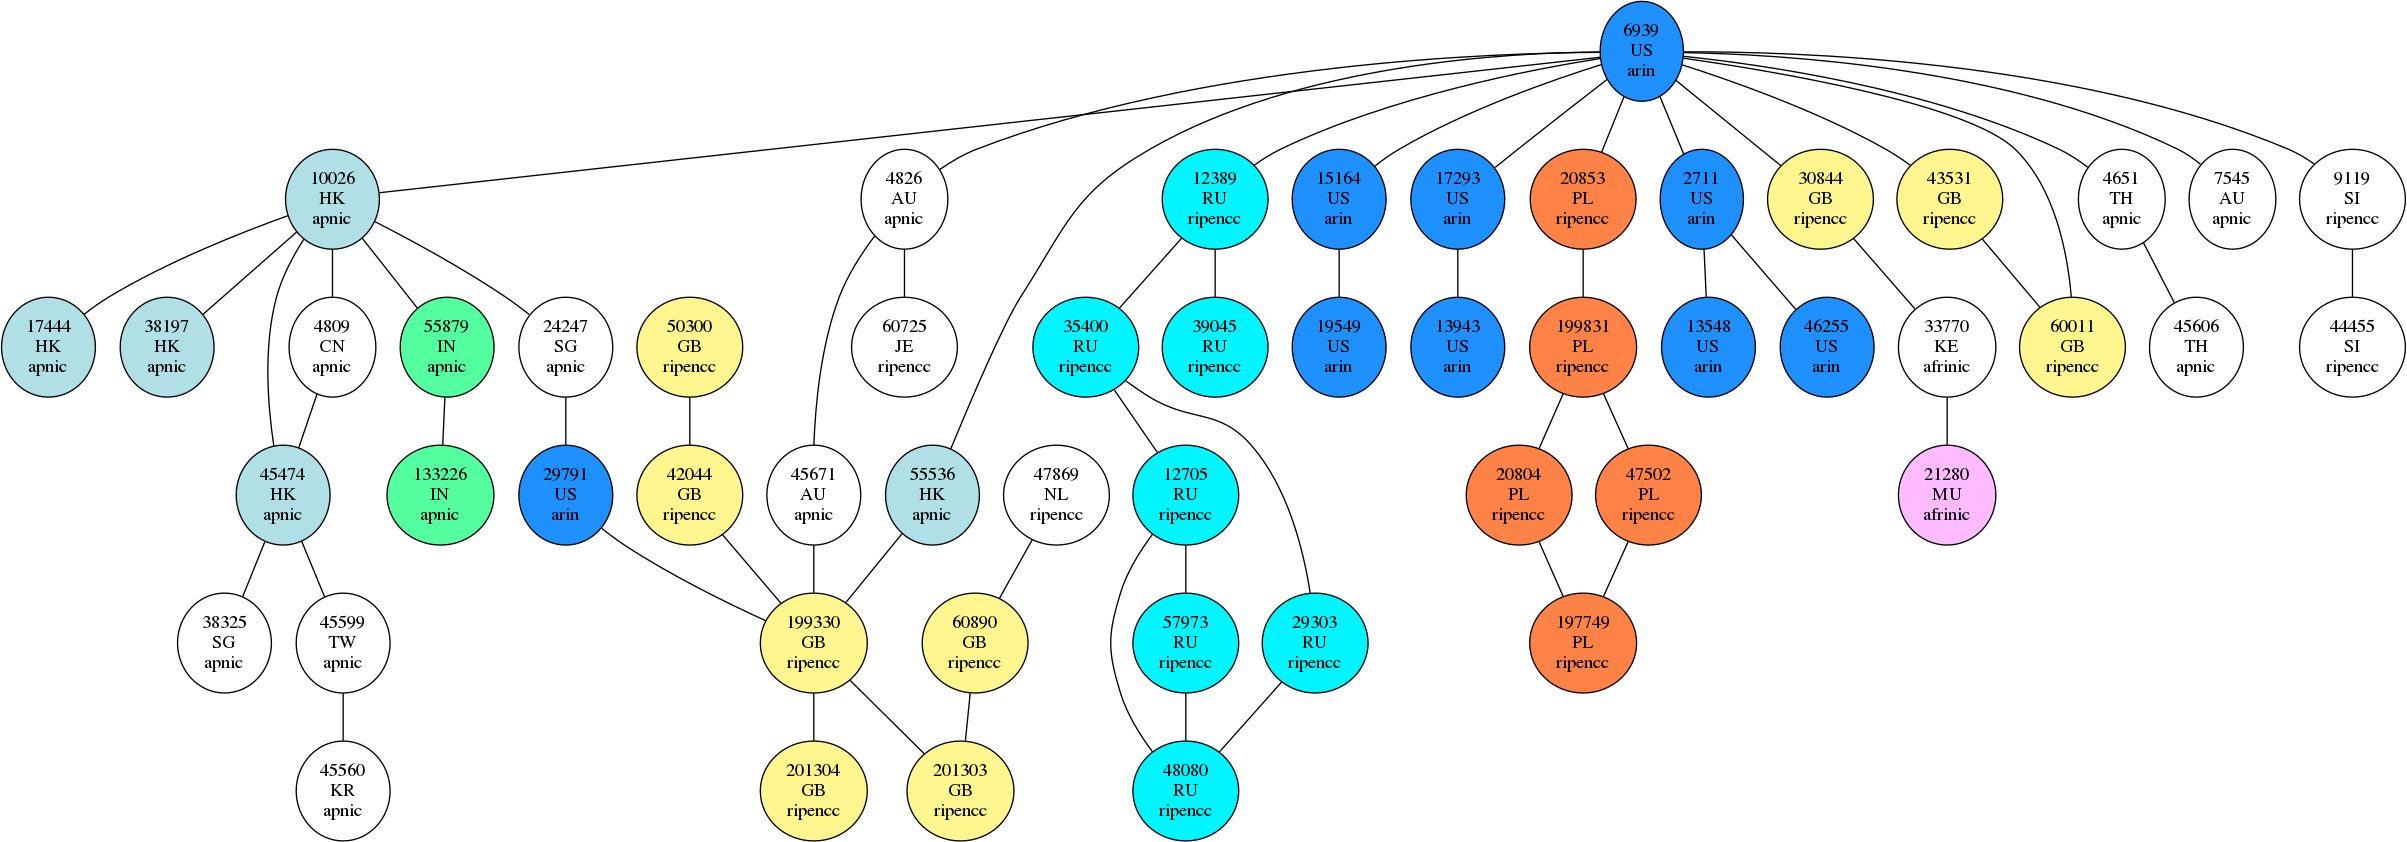 6939
US
arin
10026
HK
apnic
4826
AU
apnic
12389
RU
ripencc
15164
US
arin
17293
US
arin
20853
PL
ripencc
2711
US
arin
30844
GB
ripencc
43531
GB
ripencc
4651
TH
apnic
7545
AU
apnic
9119
SI
ripencc
17444
HK
apnic
38197
HK
apnic
4809
CN
apnic
55879
IN
apnic
24247
SG
apnic
50300
GB
ripencc
60725
JE
ripencc
35400
RU
ripencc
39045
RU
ripencc
19549
US
arin
13943
US
arin
199831
PL
ripencc
13548
US
arin
46255
US
arin
33770
KE
afrinic
60011
GB
ripencc
45606
TH
apnic
44455
SI
ripencc
45474
HK
apnic
133226
IN
apnic
29791
US
arin
42044
GB
ripencc
45671
AU
apnic
55536
HK
apnic
47869
NL
ripencc
12705
RU
ripencc
20804
PL
ripencc
47502
PL
ripencc
21280
MU
afrinic
38325
SG
apnic
45599
TW
apnic
199330
GB
ripencc
60890
GB
ripencc
57973
RU
ripencc
29303
RU
ripencc
197749
PL
ripencc
45560
KR
apnic
201304
GB
ripencc
201303
GB
ripencc
48080
RU
ripencc